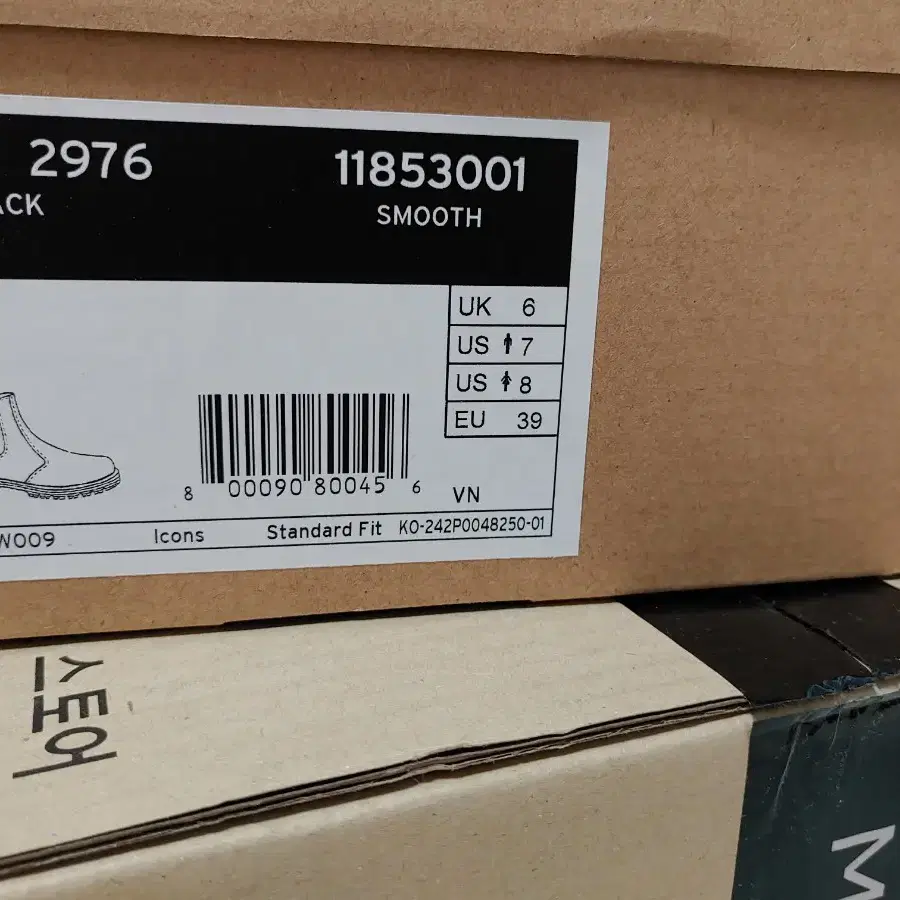 2976
11853001
ACK
SMOOTH
UK 6
US 7
US 8
EU 39
8 00090 80045 6
VN
W009
Icons
Standard Fit
KO-242P0048250-01
스토어
M